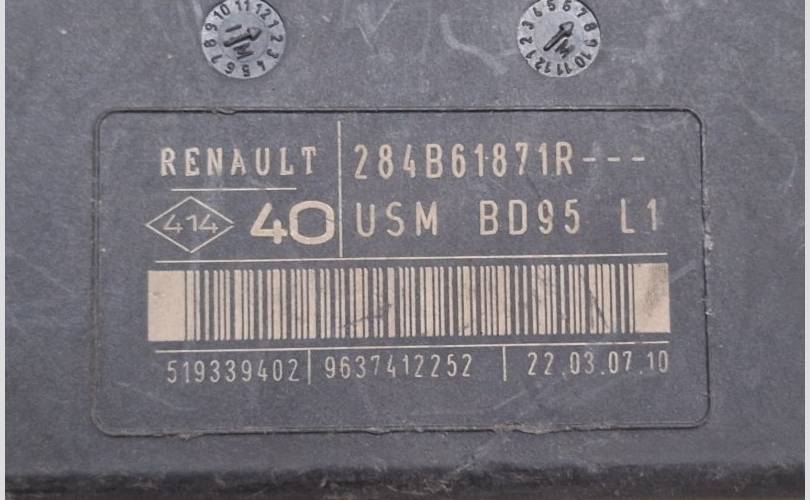 RENAULT 284B61871R---
414 40 USM BD95 L1
519339402 9637412252 22.03.07.10